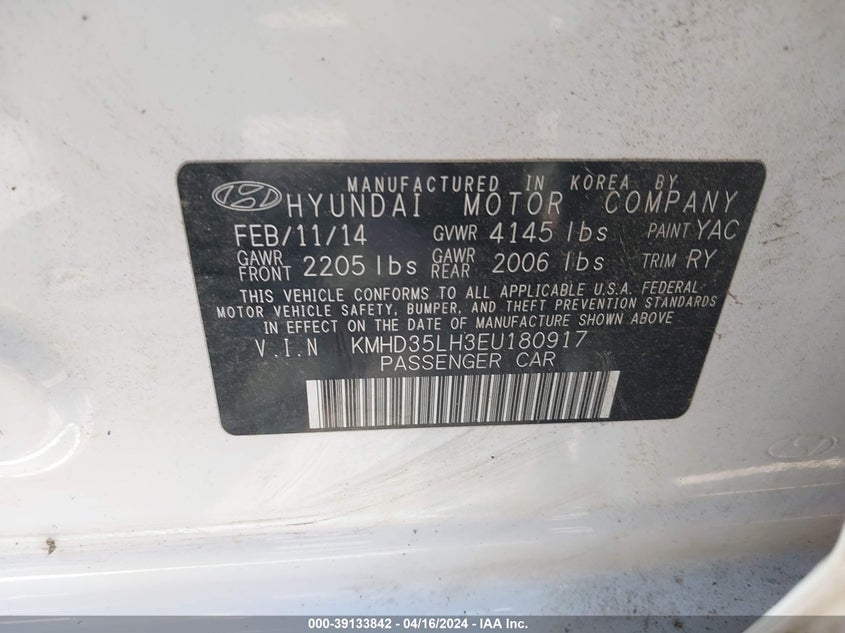 MANUFACTURED IN KOREA BY
HYUNDAI MOTOR COMPANY
FEB/11/14 GVWR 4145 lbs PAINT YAC
GAWR FRONT 2205 lbs GAWR REAR 2006 lbs TRIM RY
THIS VEHICLE CONFORMS TO ALL APPLICABLE U.S.A. FEDERAL
MOTOR VEHICLE SAFETY, BUMPER, AND THEFT PREVENTION STANDARDS
IN EFFECT ON THE DATE OF MANUFACTURE SHOWN ABOVE
V.I.N KMHD35LH3EU180917
PASSENGER CAR
000-39133842 - 04/16/2024 - IAAI.COM